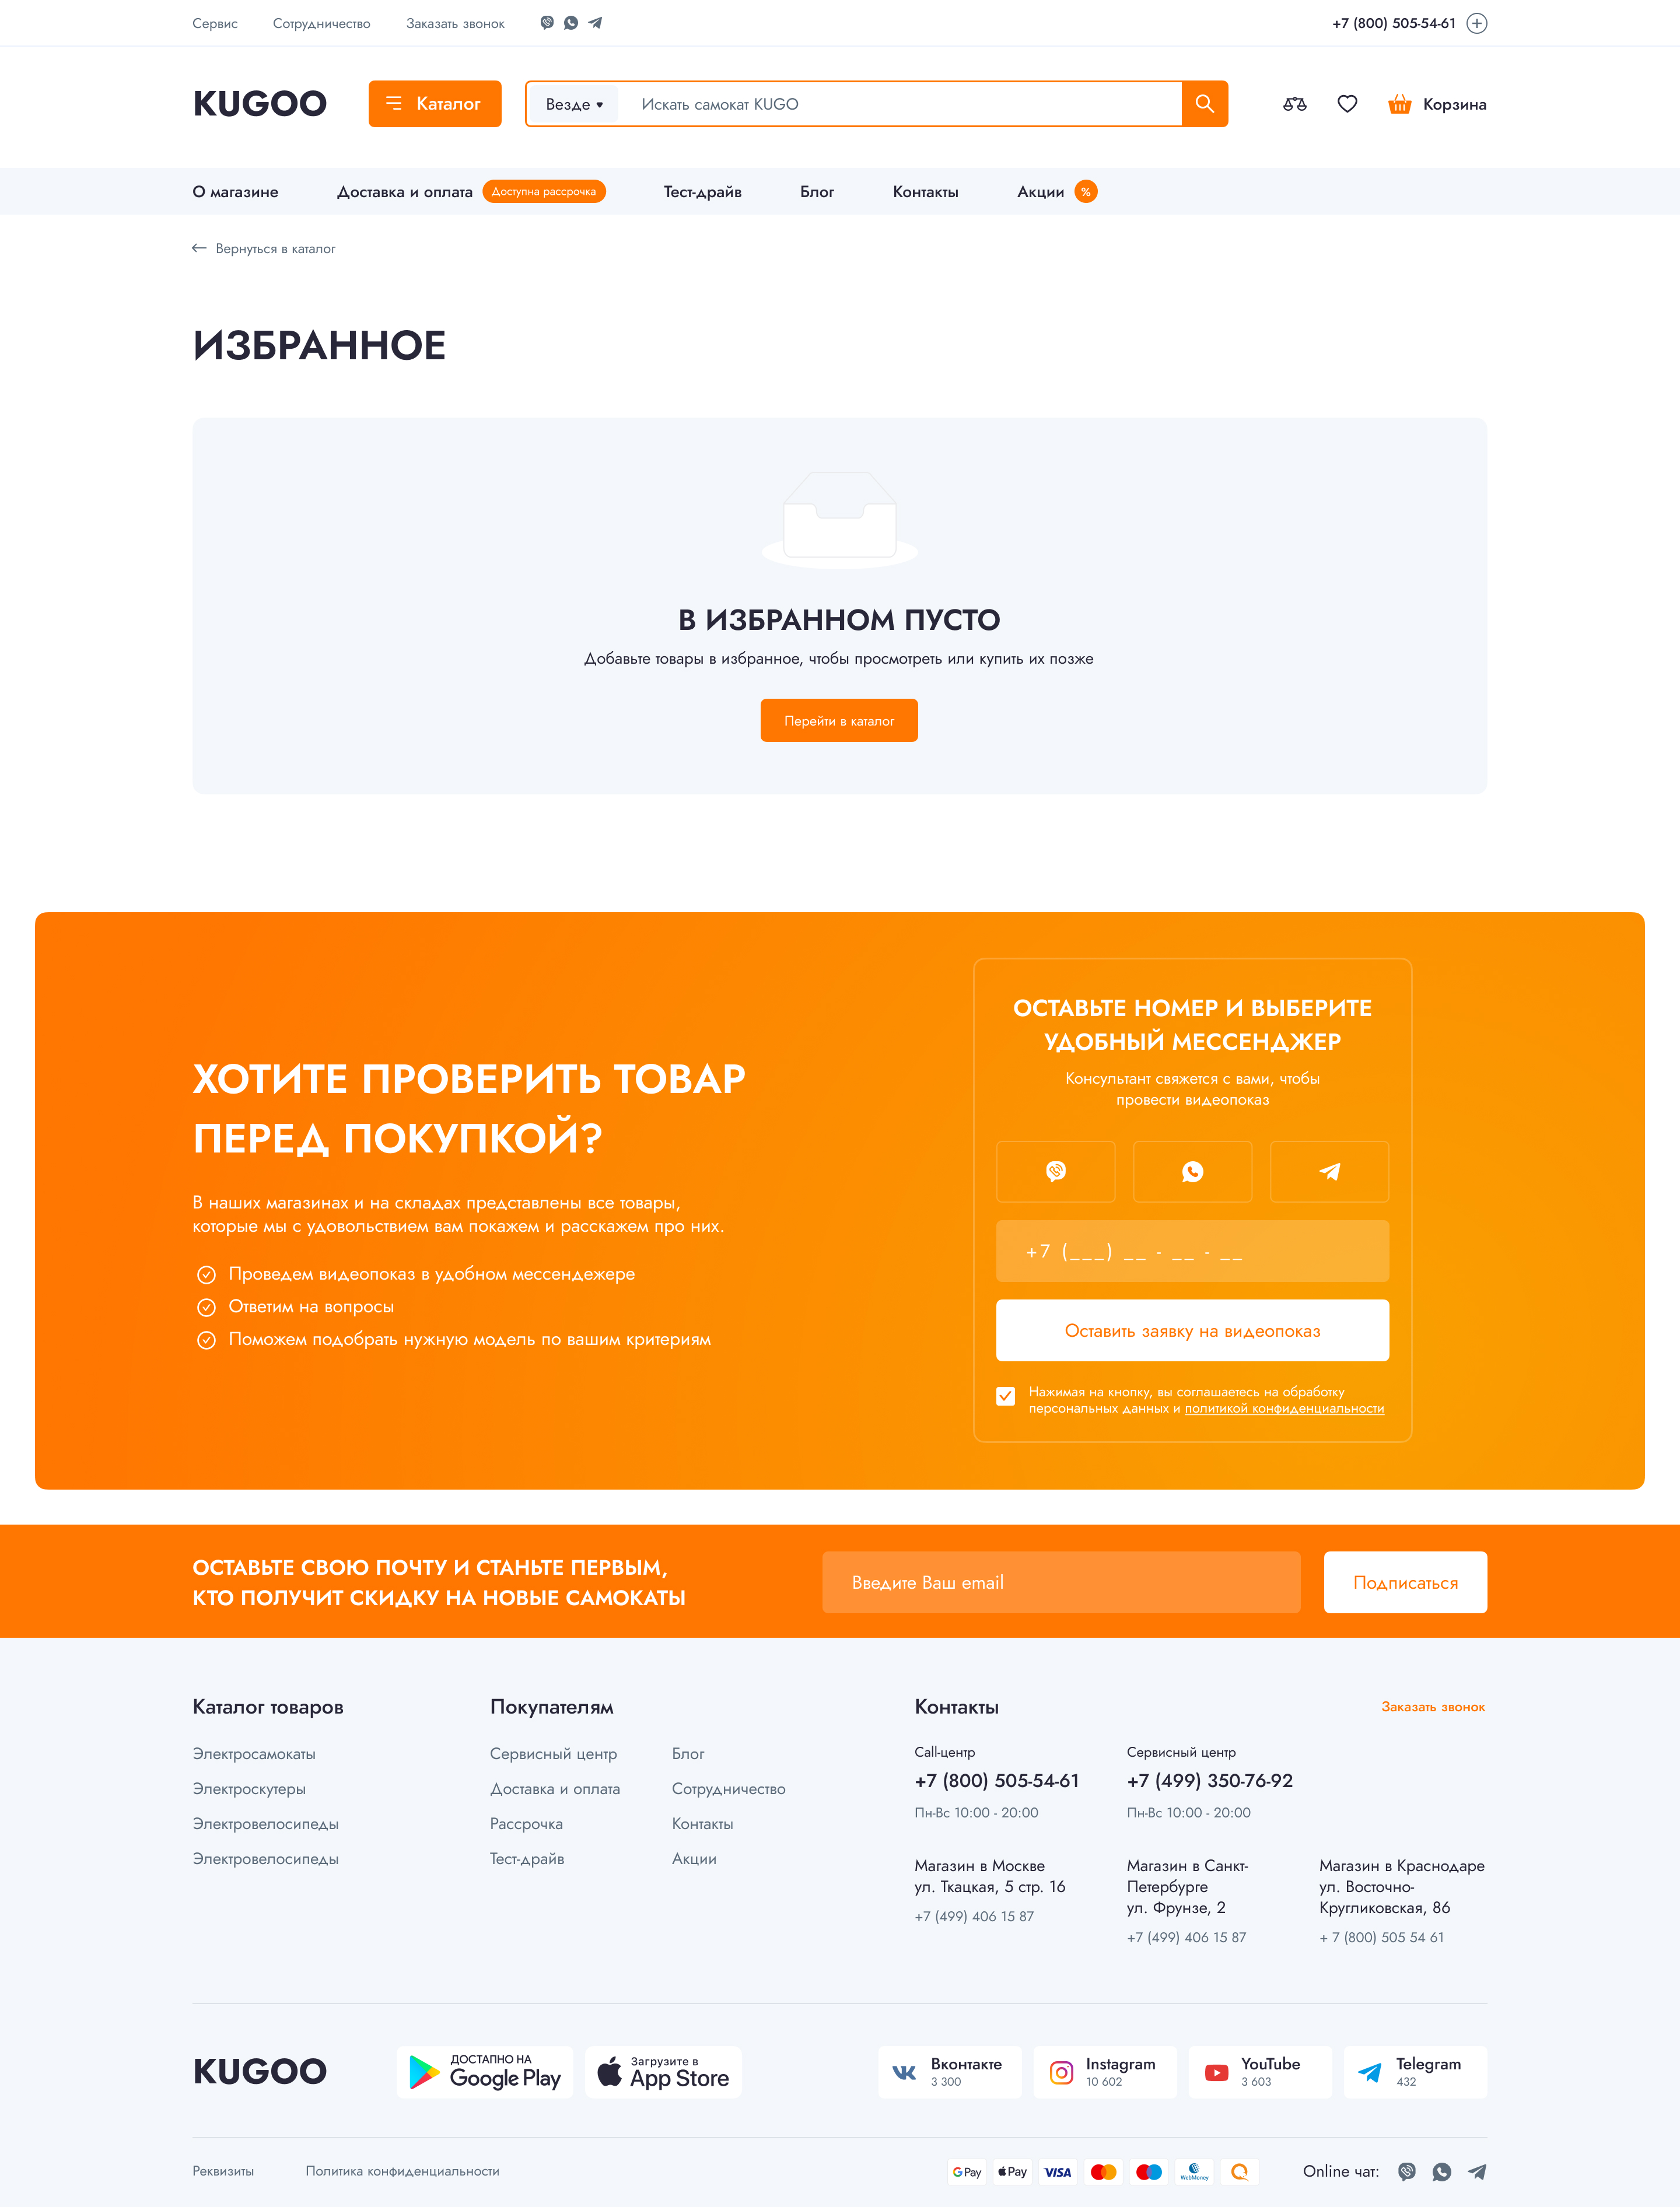 Сервис
Сотрудничество
Заказать звонок
+7 (800) 505-54-61
KUGOO
Каталог
Везде
Искать самокат KUGO
Корзина
О магазине
Доставка и оплата
Доступна рассрочка
Тест-драйв
Блог
Контакты
Акции
%
Вернуться в каталог
ИЗБРАННОЕ
В ИЗБРАННОМ ПУСТО
Добавьте товары в избранное, чтобы просмотреть или купить их позже
Перейти в каталог
ХОТИТЕ ПРОВЕРИТЬ ТОВАР
ПЕРЕД ПОКУПКОЙ?
В наших магазинах и на складах представлены все товары,
которые мы с удовольствием вам покажем и расскажем про них.
Проведем видеопоказ в удобном мессендежере
Ответим на вопросы
Поможем подобрать нужную модель по вашим критериям
ОСТАВЬТЕ НОМЕР И ВЫБЕРИТЕ
УДОБНЫЙ МЕССЕНДЖЕР
Консультант свяжется с вами, чтобы
провести видеопоказ
+7 (___) __ - __ - __
Оставить заявку на видеопоказ
Нажимая на кнопку, вы соглашаетесь на обработку
персональных данных и политикой конфиденциальности
ОСТАВЬТЕ СВОЮ ПОЧТУ И СТАНЬТЕ ПЕРВЫМ,
КТО ПОЛУЧИТ СКИДКУ НА НОВЫЕ САМОКАТЫ
Введите Ваш email
Подписаться
Каталог товаров
Электросамокаты
Электроскутеры
Электровелосипеды
Электровелосипеды
Покупателям
Сервисный центр
Доставка и оплата
Рассрочка
Тест-драйв
Блог
Сотрудничество
Контакты
Акции
Контакты
Заказать звонок
Call-центр
+7 (800) 505-54-61
Пн-Вс 10:00 - 20:00
Сервисный центр
+7 (499) 350-76-92
Пн-Вс 10:00 - 20:00
Магазин в Москве
ул. Ткацкая, 5 стр. 16
+7 (499) 406 15 87
Магазин в Санкт-
Петербурге
ул. Фрунзе, 2
+7 (499) 406 15 87
Магазин в Краснодаре
ул. Восточно-
Кругликовская, 86
+ 7 (800) 505 54 61
KUGOO
ДОСТАПНО НА
Google Play
Загрузите в
App Store
Вконтакте
3 300
Instagram
10 602
YouTube
3 603
Telegram
432
Реквизиты
Политика конфиденциальности
G Pay
Pay
VISA
WebMoney
Online чат: